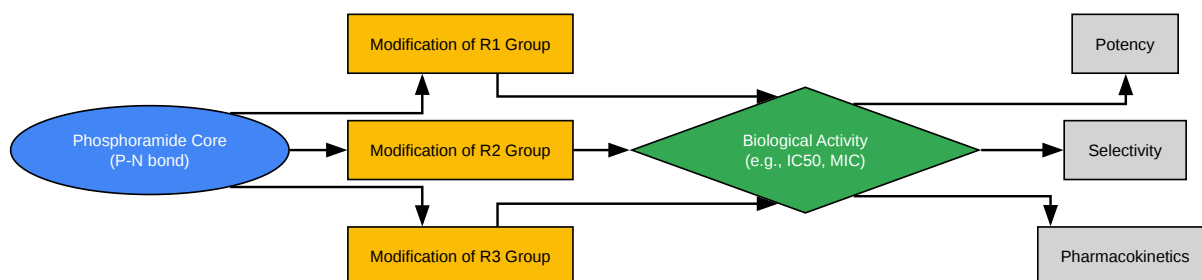 Modification of R1 Group
Potency
Phosphoramide Core
(P-N bond)
Modification of R2 Group
Biological Activity
(e.g., IC50, MIC)
Selectivity
Modification of R3 Group
Pharmacokinetics